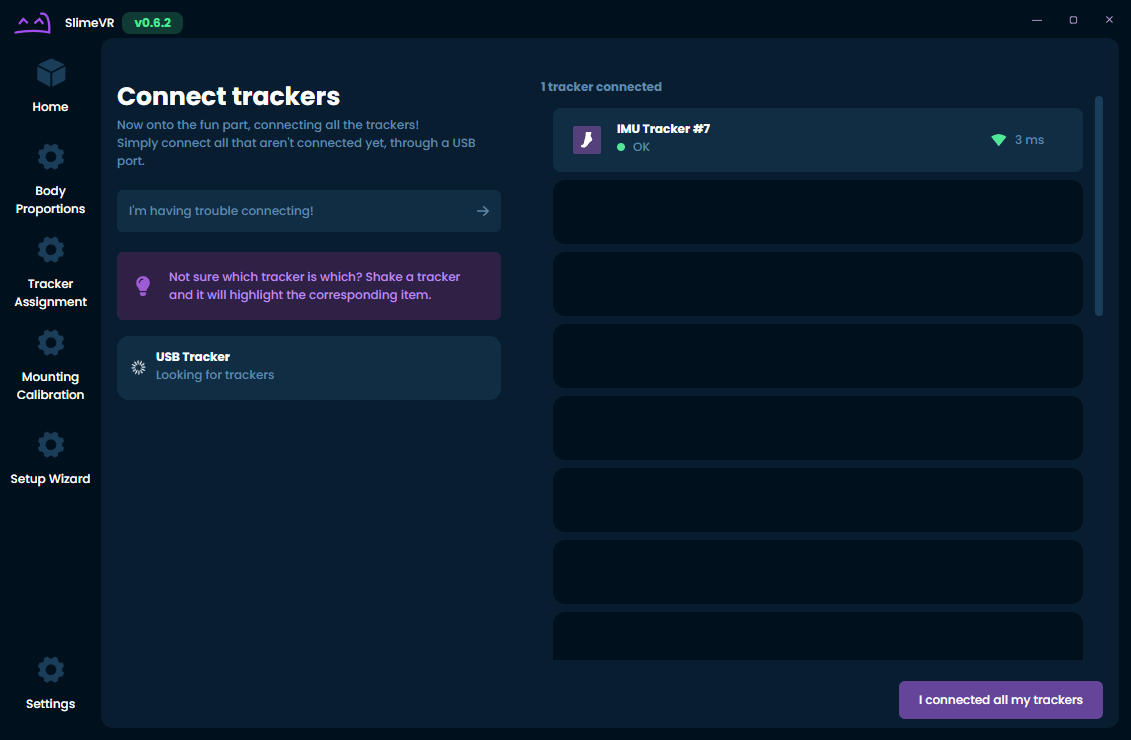 SlimeVR v0.6.2
Home
Body
Proportions
Tracker
Assignment
Mounting
Calibration
Setup Wizard
Settings
Connect trackers
Now onto the fun part, connecting all the trackers!
Simply connect all that aren't connected yet, through a USB
port.
I'm having trouble connecting!
Not sure which tracker is which? Shake a tracker
and it will highlight the corresponding item.
USB Tracker
Looking for trackers
1 tracker connected
IMU Tracker #7
OK
3 ms
I connected all my trackers